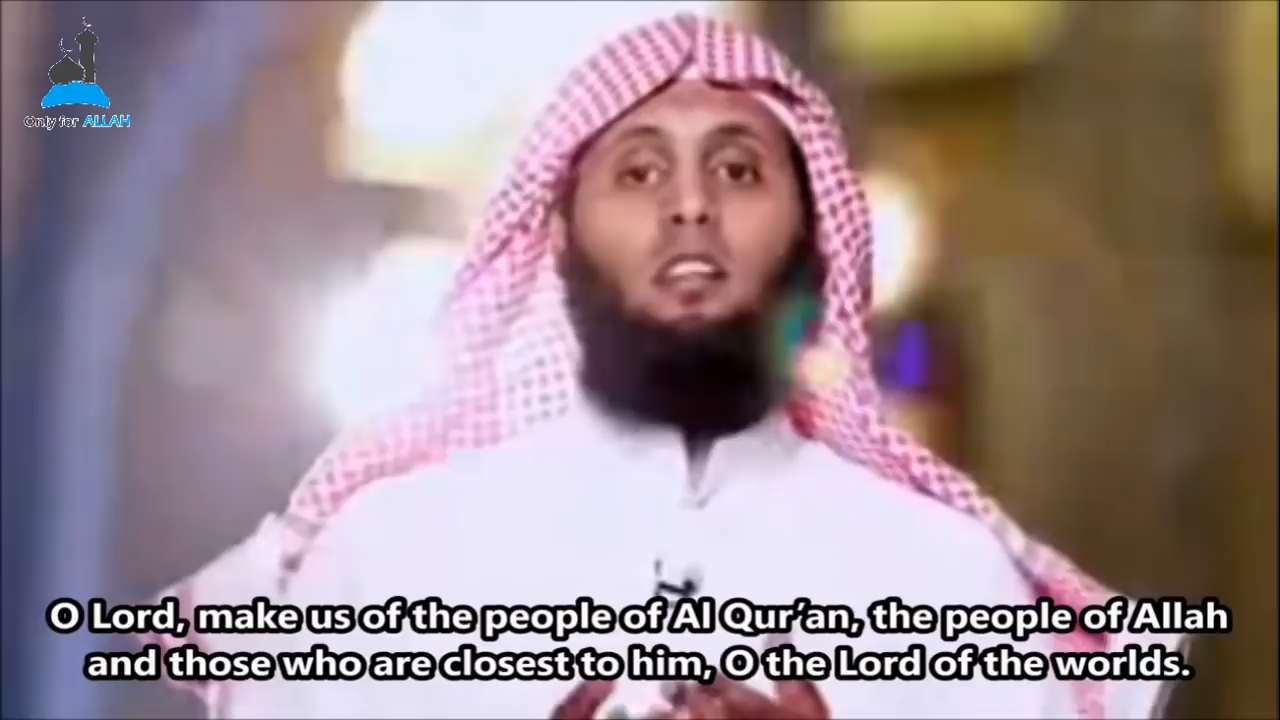 Only for ALLAH
O Lord, make us of the people of Al Qur’an, the people of Allah
and those who are closest to him, O the Lord of the worlds.